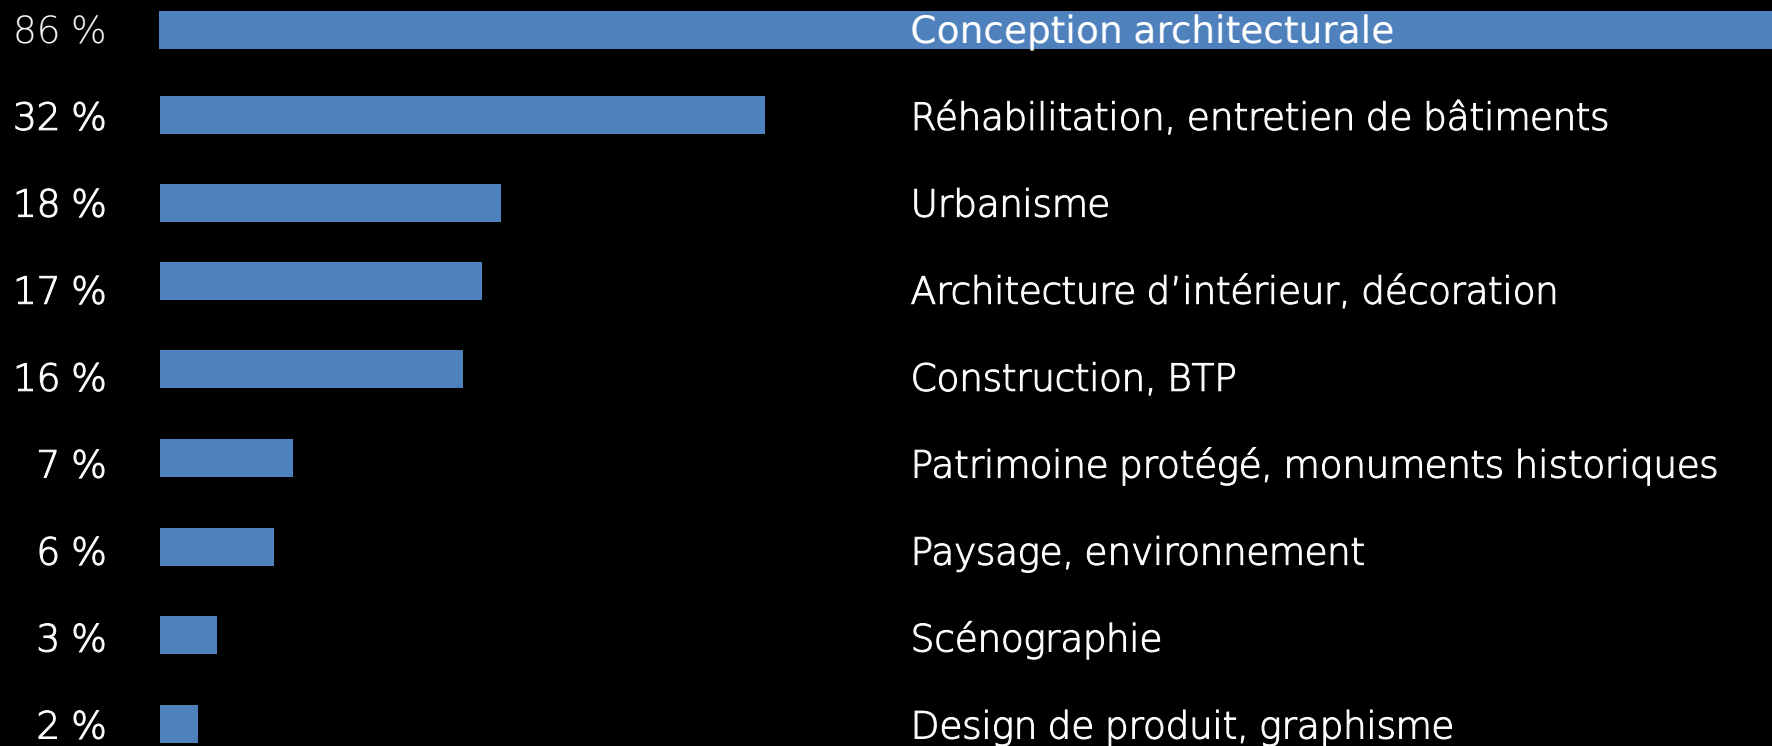 86 % Conception architecturale
32 % Réhabilitation, entretien de bâtiments
18 % Urbanisme
17 % Architecture d’intérieur, décoration
16 % Construction, BTP
7 % Patrimoine protégé, monuments historiques
6 % Paysage, environnement
3 % Scénographie
2 % Design de produit, graphisme